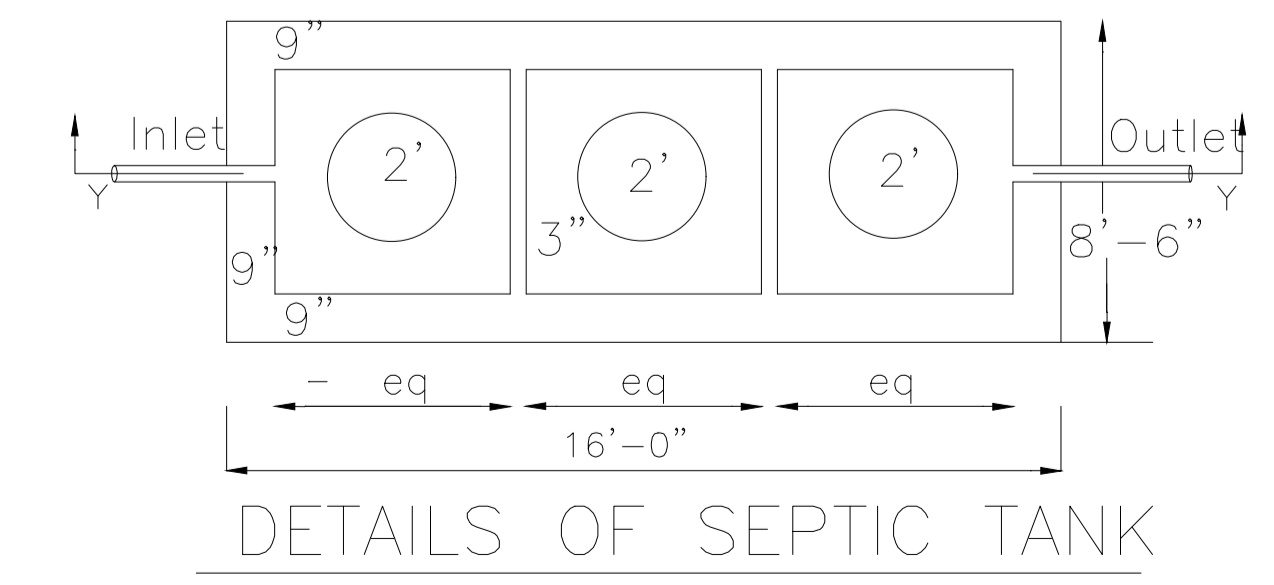 9”
Inlet
Outlet
2’
2’
2’
Y
Y
3”
9”
8’–6”
9”
– eq
eq
eq
16’–0”
DETAILS OF SEPTIC TANK